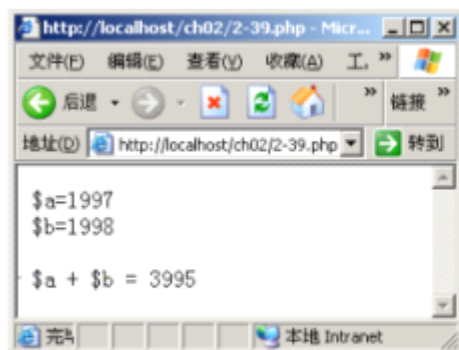 http://localhost/ch02/2-39.php - Micr...
文件(F) 编辑(E) 查看(V) 收藏(A) 工. »
后退 » 链接 »
地址(D) http://localhost/ch02/2-39.php 转到
$a=1997
$b=1998
$a + $b = 3995
本地 Intranet